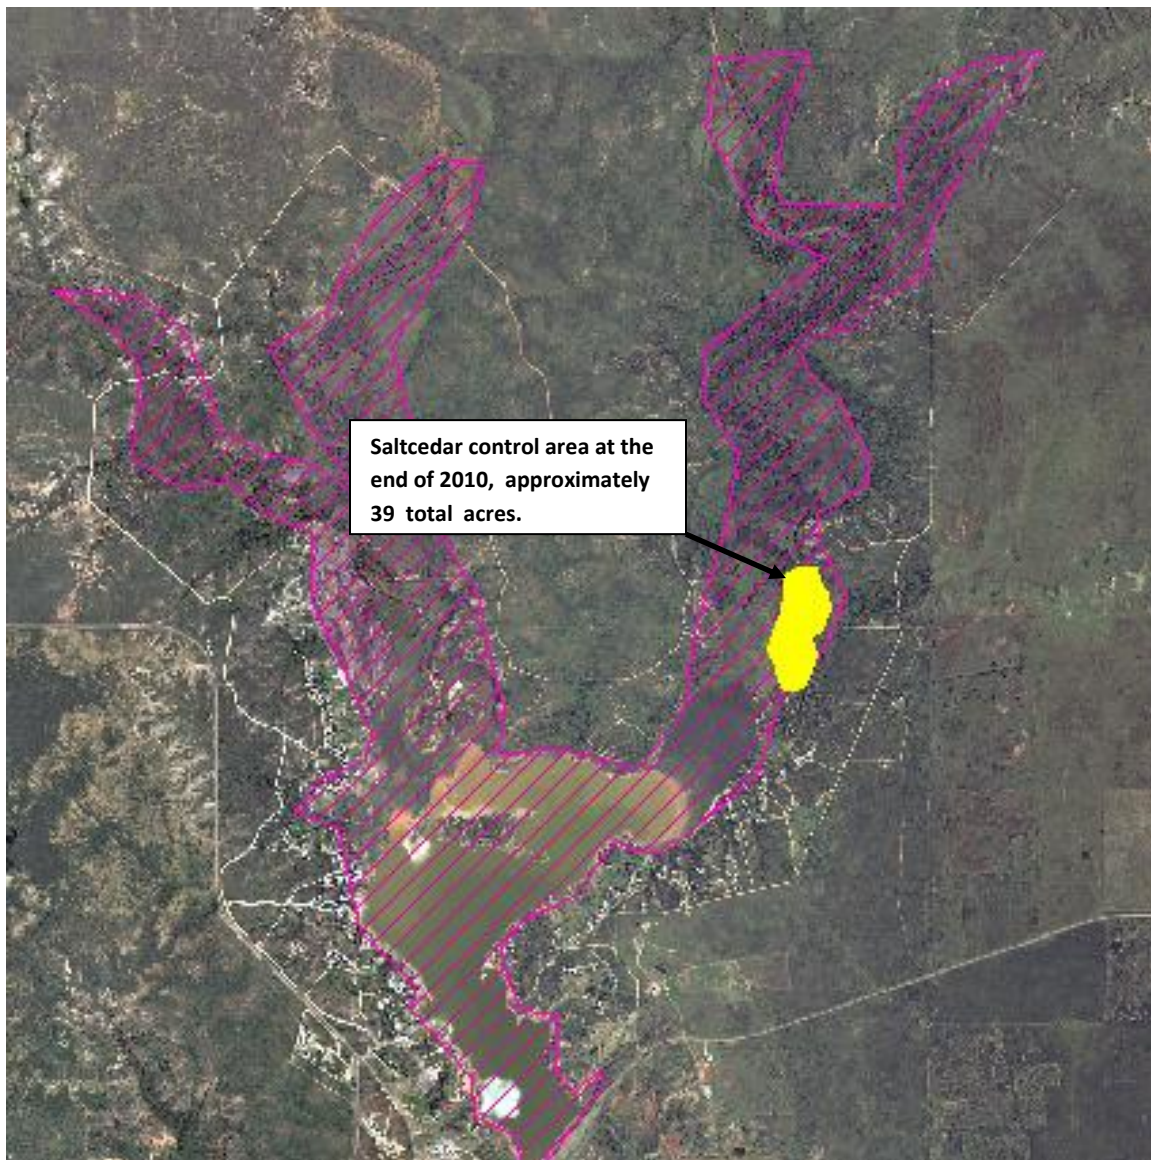 Saltcedar control area at the
end of 2010, approximately
39 total acres.